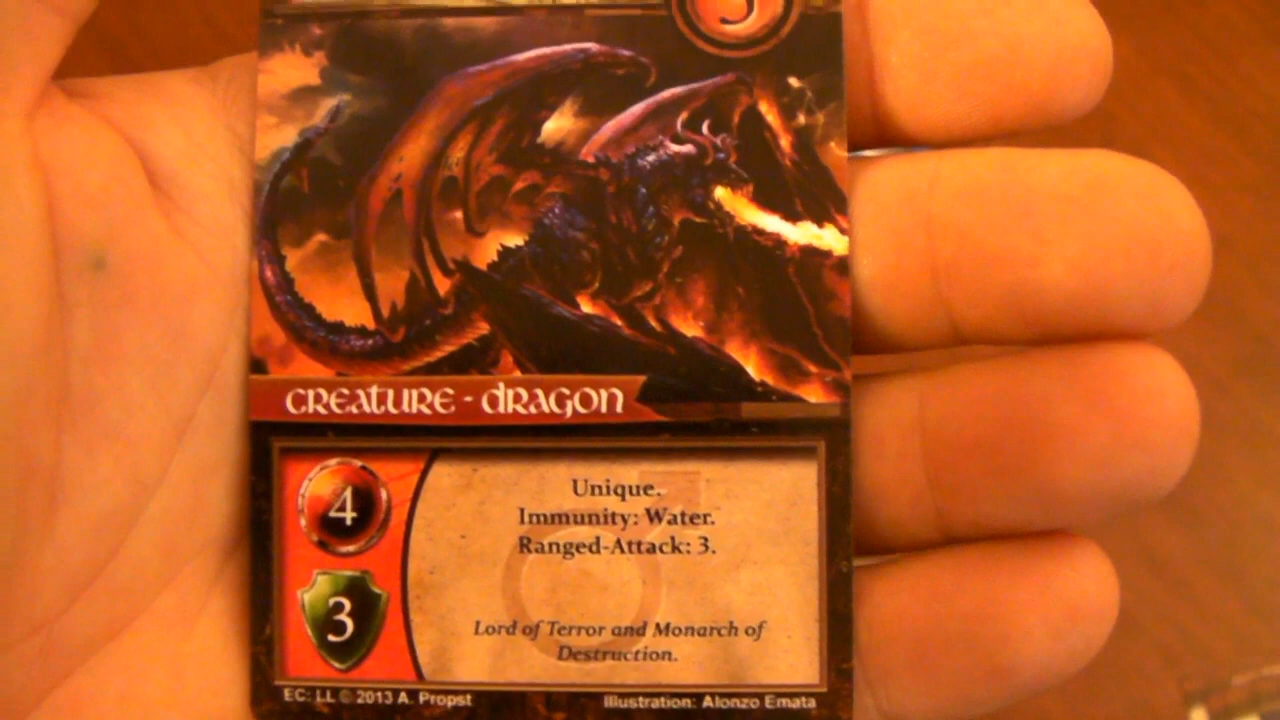 CREATURE - DRAGON
4
Unique.
Immunity: Water.
Ranged-Attack: 3.
3
Lord of Terror and Monarch of
Destruction.
EC: LL © 2013 A. Propst
Illustration: Alonzo Emata